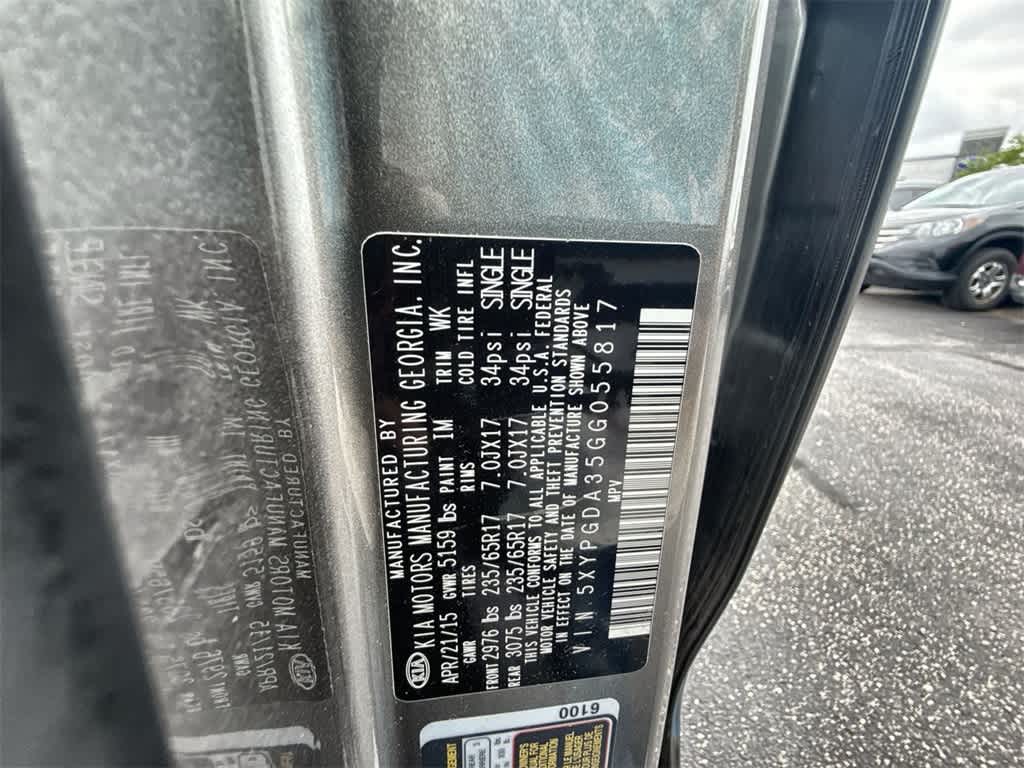 MANUFACTURED BY
KIA KIA MOTORS MANUFACTURING GEORGIA, INC.
APR/21/15 GVWR 5159 lbs PAINT IM TRIM WK
GAWR TIRES RIMS COLD TIRE INFL
FRONT 2976 lbs 235/65R17 7.0JX17 34psi SINGLE
REAR 3075 lbs 235/65R17 7.0JX17 34psi SINGLE
THIS VEHICLE CONFORMS TO ALL APPLICABLE U.S.A. FEDERAL
MOTOR VEHICLE SAFETY AND THEFT PREVENTION STANDARDS
IN EFFECT ON THE DATE OF MANUFACTURE SHOWN ABOVE
VIN:5XYPGDA35GG055817
MPV
6100